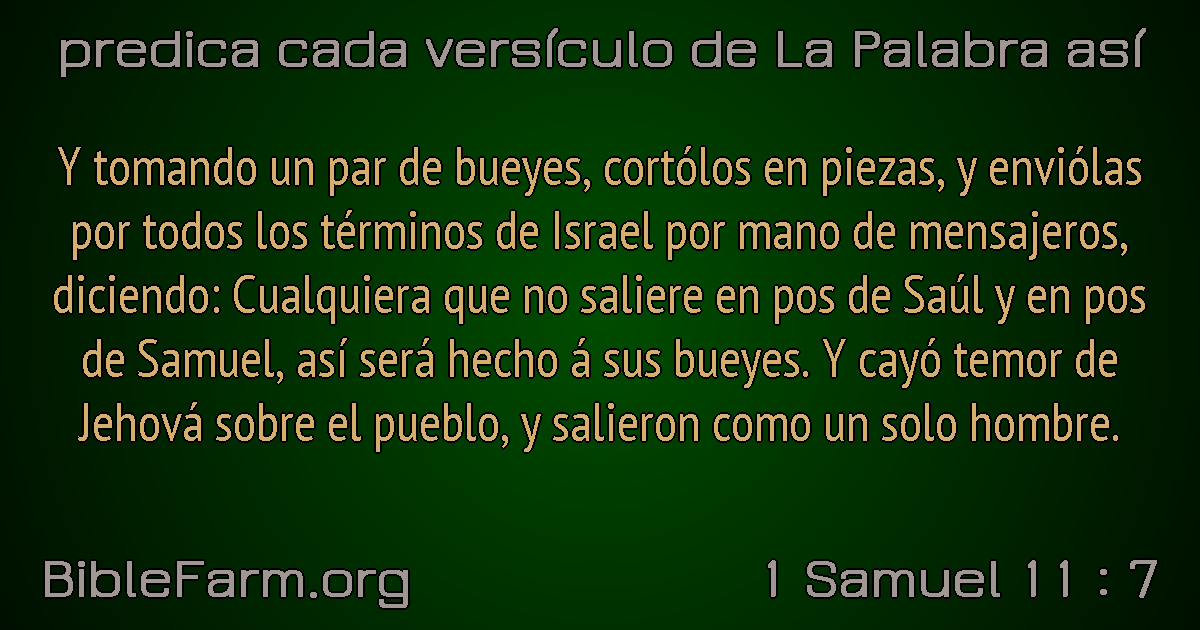 predica cada versículo de La Palabra así
Y tomando un par de bueyes, cortólos en piezas, y enviólas
por todos los términos de Israel por mano de mensajeros,
diciendo: Cualquiera que no saliere en pos de Saúl y en pos
de Samuel, así será hecho á sus bueyes. Y cayó temor de
Jehová sobre el pueblo, y salieron como un solo hombre.
BibleFarm.org
1 Samuel 11 : 7